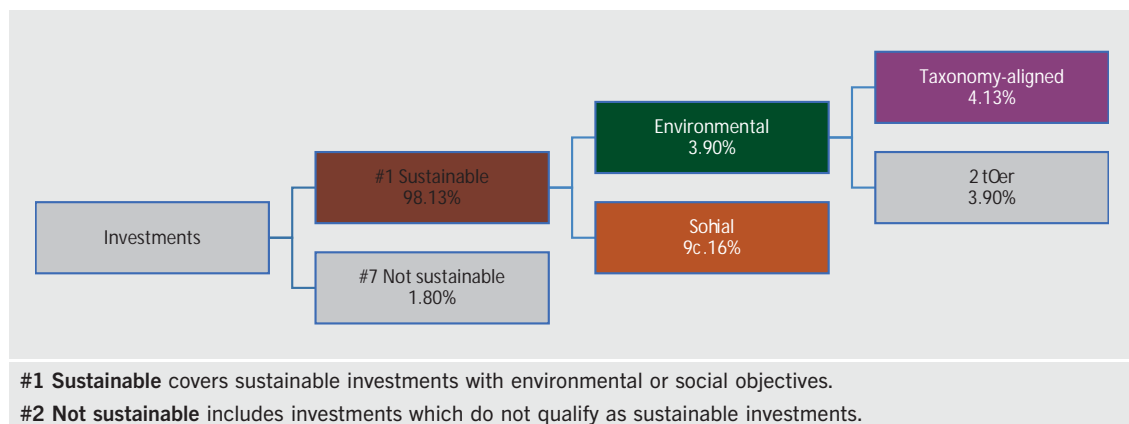 Investments
#1 Sustainable
98.13%
#7 Not sustainable
1.80%
Environmental
3.90%
Sohial
9c.16%
Taxonomy-aligned
4.13%
2 tOer
3.90%
#1 Sustainable covers sustainable investments with environmental or social objectives.
#2 Not sustainable includes investments which do not qualify as sustainable investments.